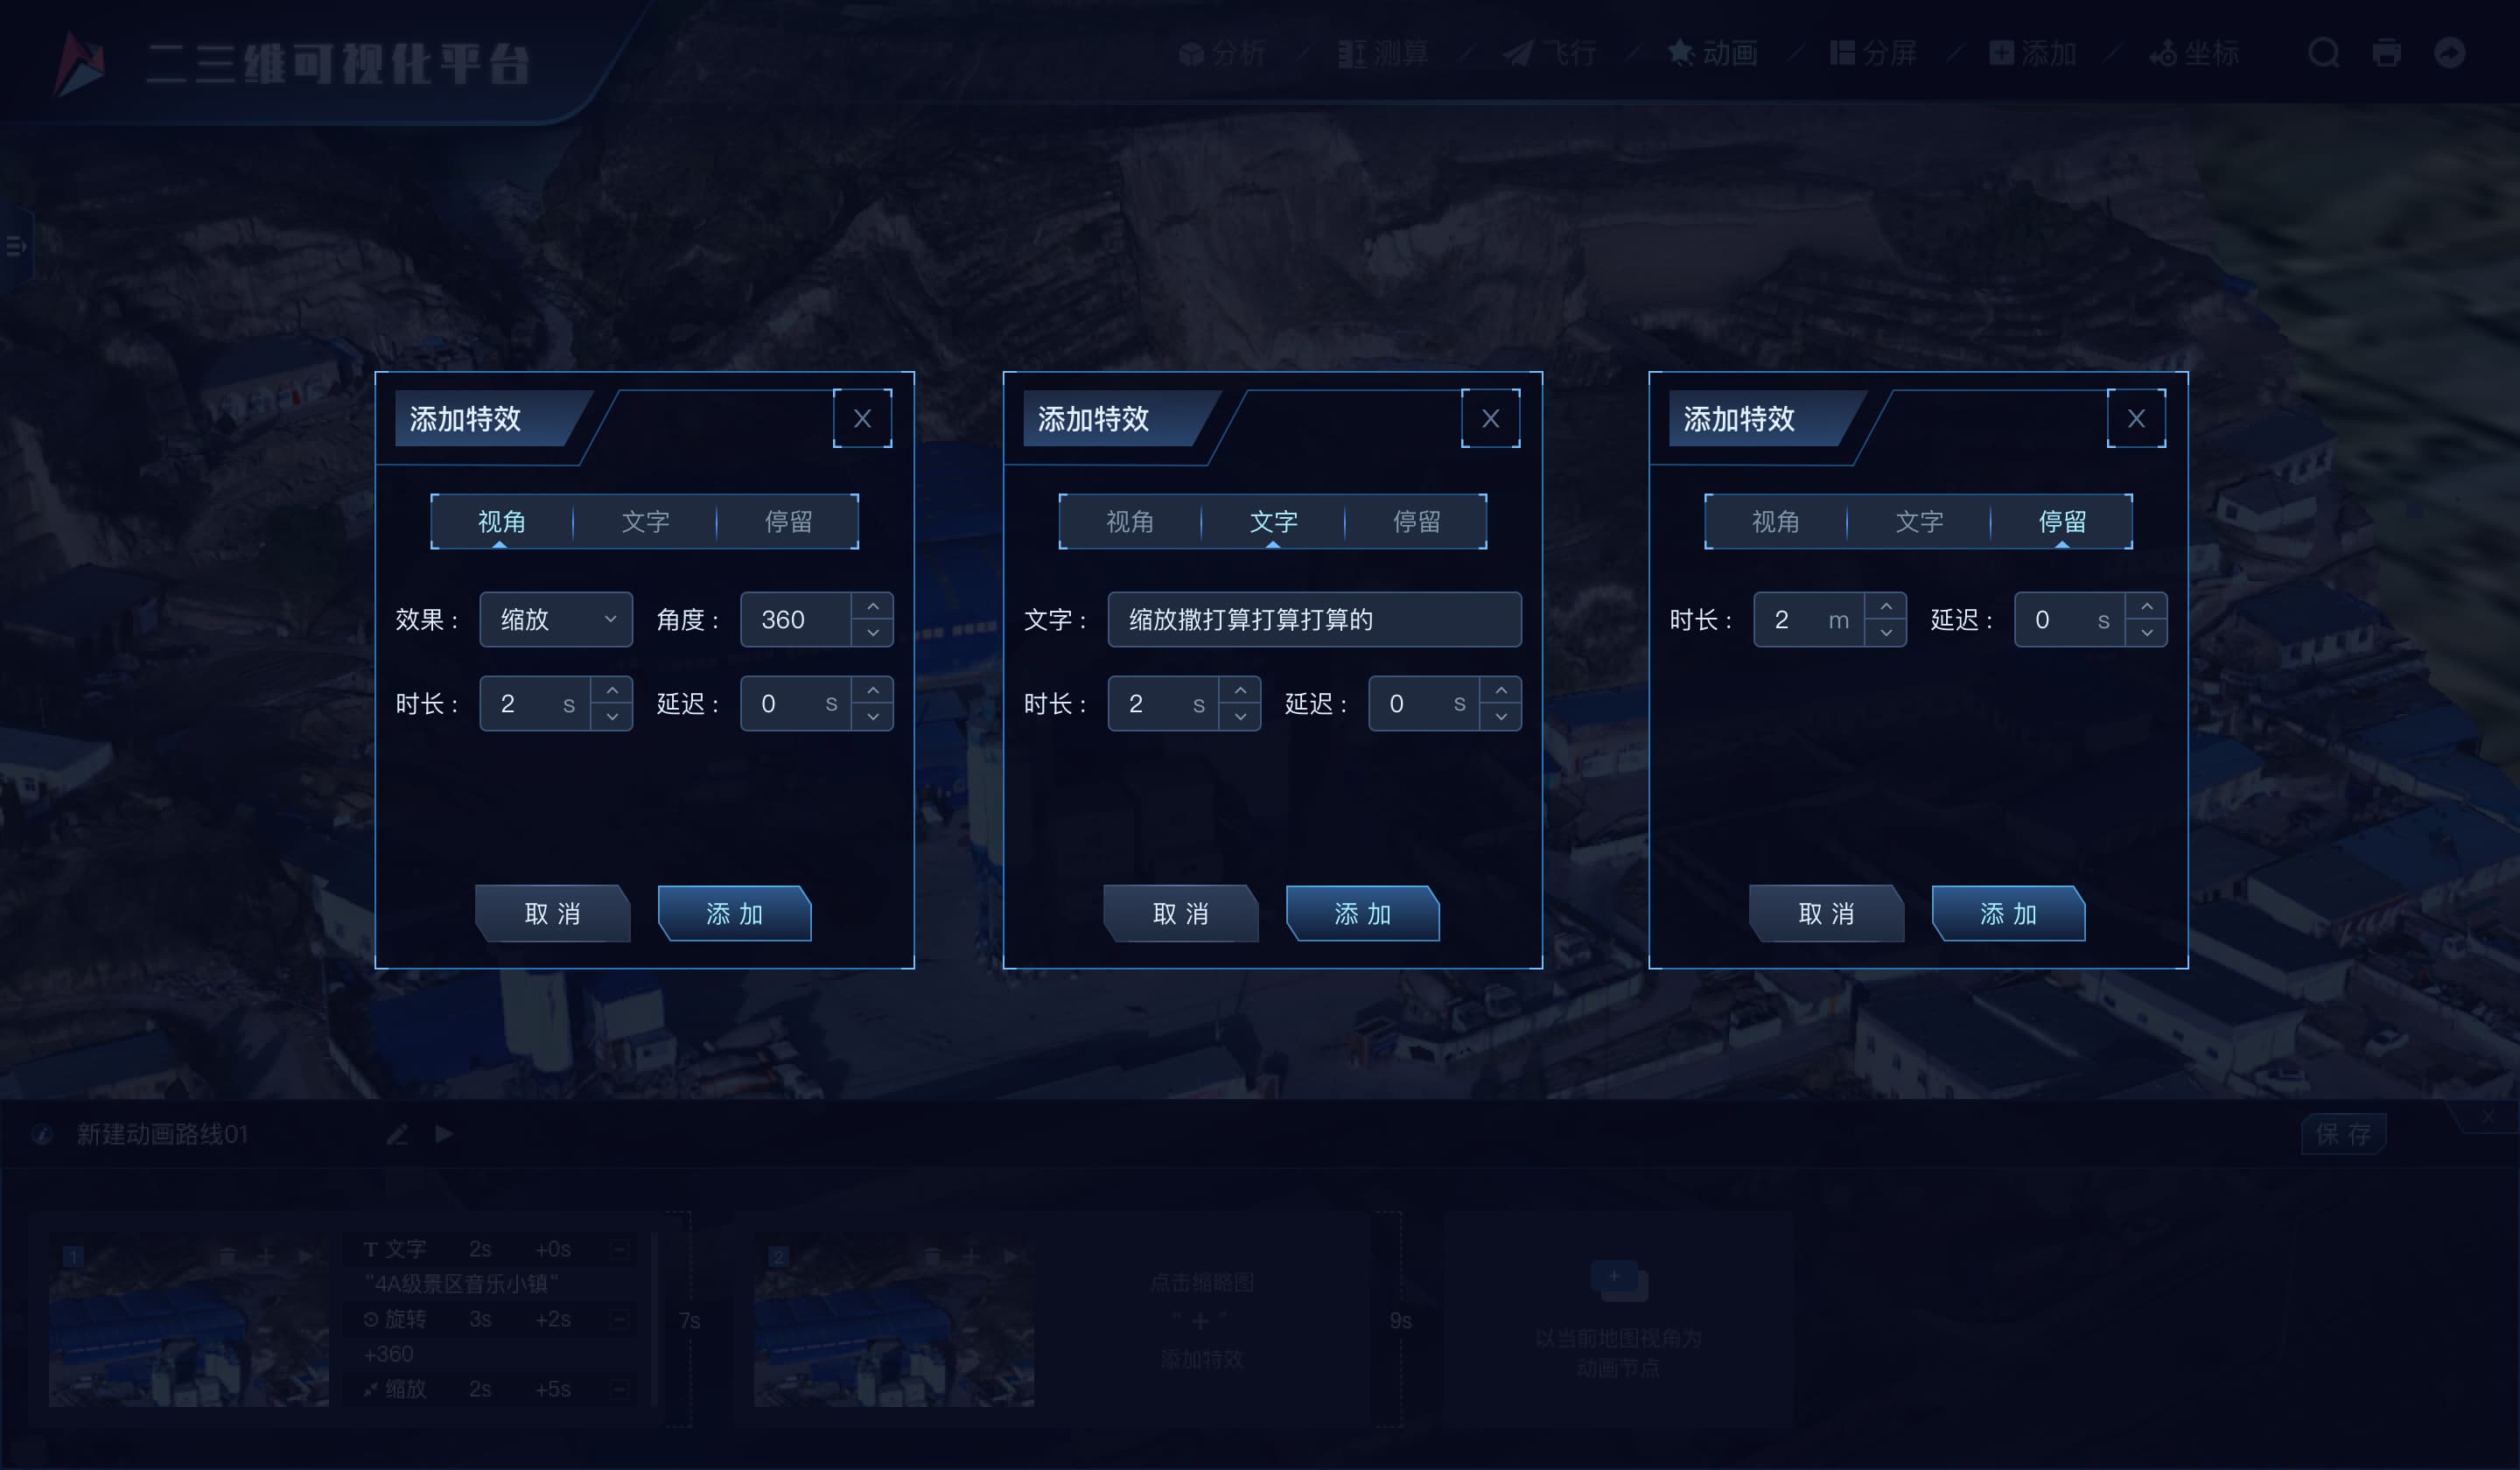 二三维可视化平台
分析 测算 飞行 动画 分屏 添加 坐标
添加特效 X
视角 文字 停留
效果： 缩放 角度： 360
时长： 2 s 延迟： 0 s
取消 添加
添加特效 X
视角 文字 停留
文字： 缩放撒打算打算打算的
时长： 2 s 延迟： 0 s
取消 添加
添加特效 X
视角 文字 停留
时长： 2 m 延迟： 0 s
取消 添加
新建动画路线01
保存
1
T 文字 2s +0s
"4A级景区音乐小镇"
旋转 3s +2s
+360
缩放 2s +5s
7s
2
点击缩略图
"+"
添加特效
9s
以当前地图视角为
动画节点